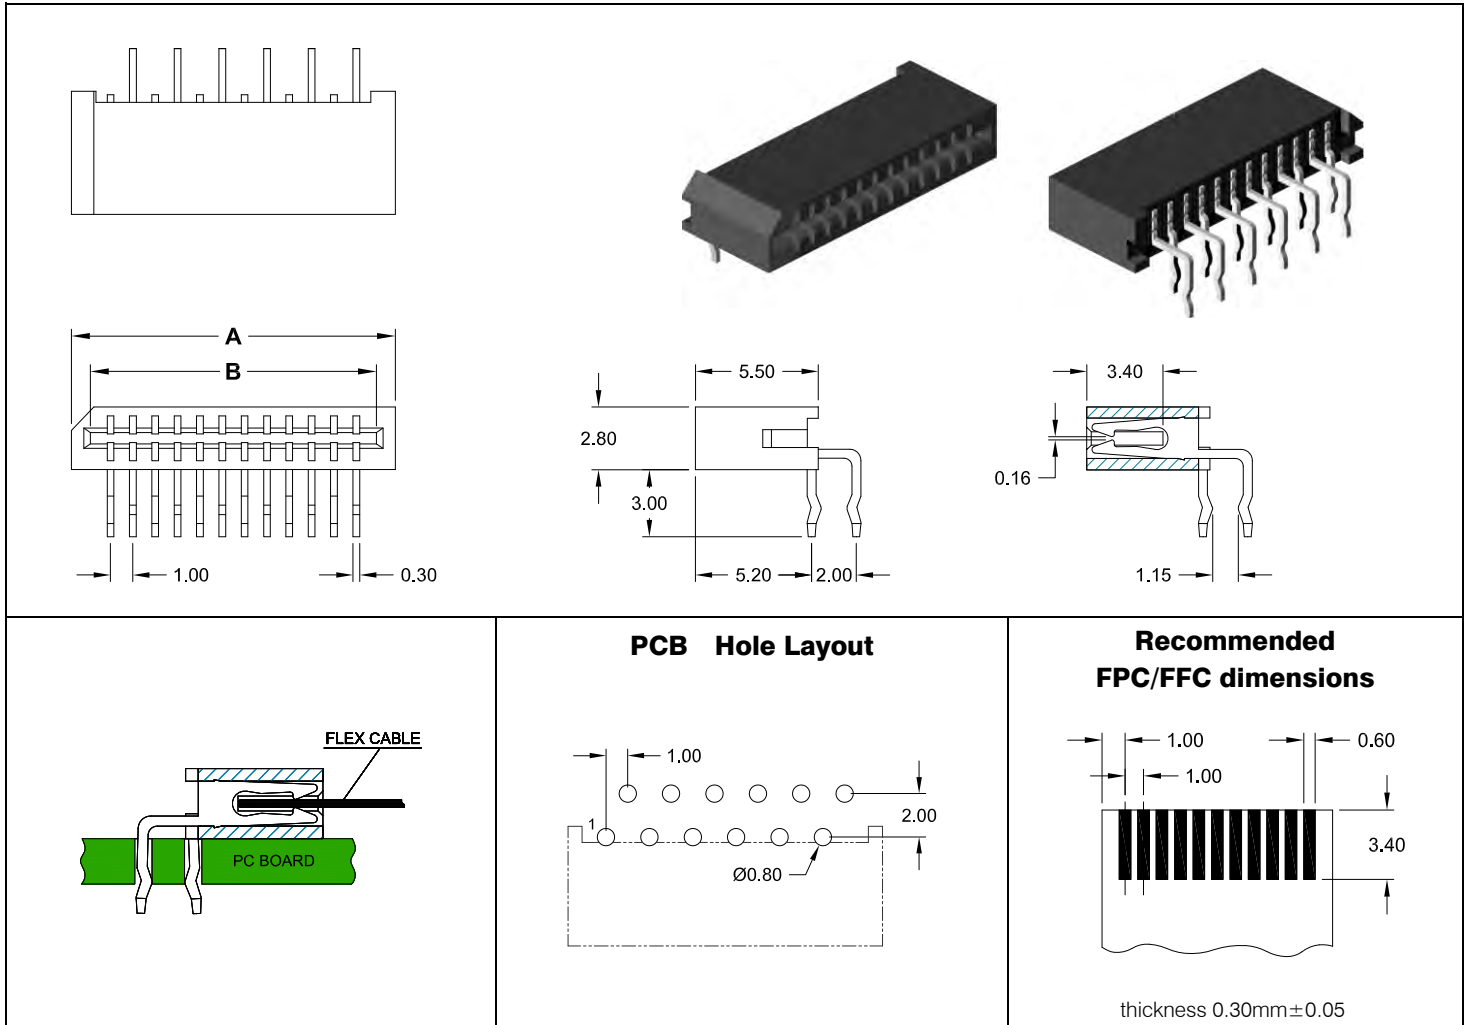 A
B
1.00
0.30
5.50
2.80
3.00
5.20
2.00
3.40
0.16
1.15
FLEX CABLE
PC BOARD
PCB Hole Layout
1.00
2.00
1
Ø0.80
Recommended
FPC/FFC dimensions
1.00
0.60
1.00
3.40
thickness 0.30mm±0.05